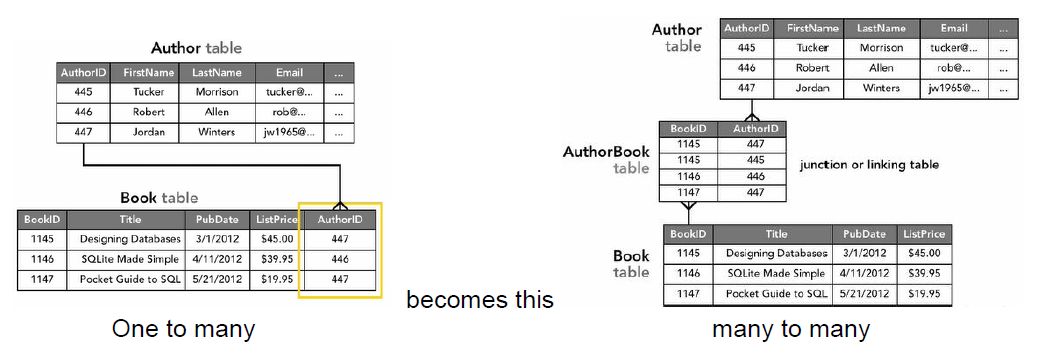 Author table
AuthorID FirstName LastName Email ...
445 Tucker Morrison tucker@... ...
446 Robert Allen rob@... ...
447 Jordan Winters jw1965@... ...
Book table
BookID Title PubDate ListPrice AuthorID
1145 Designing Databases 3/1/2012 $45.00 447
1146 SQLite Made Simple 4/11/2012 $39.95 446
1147 Pocket Guide to SQL 5/21/2012 $19.95 447
One to many
becomes this
Author
table
AuthorID FirstName LastName Email ...
445 Tucker Morrison tucker@... ...
446 Robert Allen rob@... ...
447 Jordan Winters jw1965@... ...
AuthorBook
table
BookID AuthorID
1145 447
1145 445
1146 446
1147 447
junction or linking table
Book
table
BookID Title PubDate ListPrice
1145 Designing Databases 3/1/2012 $45.00
1146 SQLite Made Simple 4/11/2012 $39.95
1147 Pocket Guide to SQL 5/21/2012 $19.95
many to many